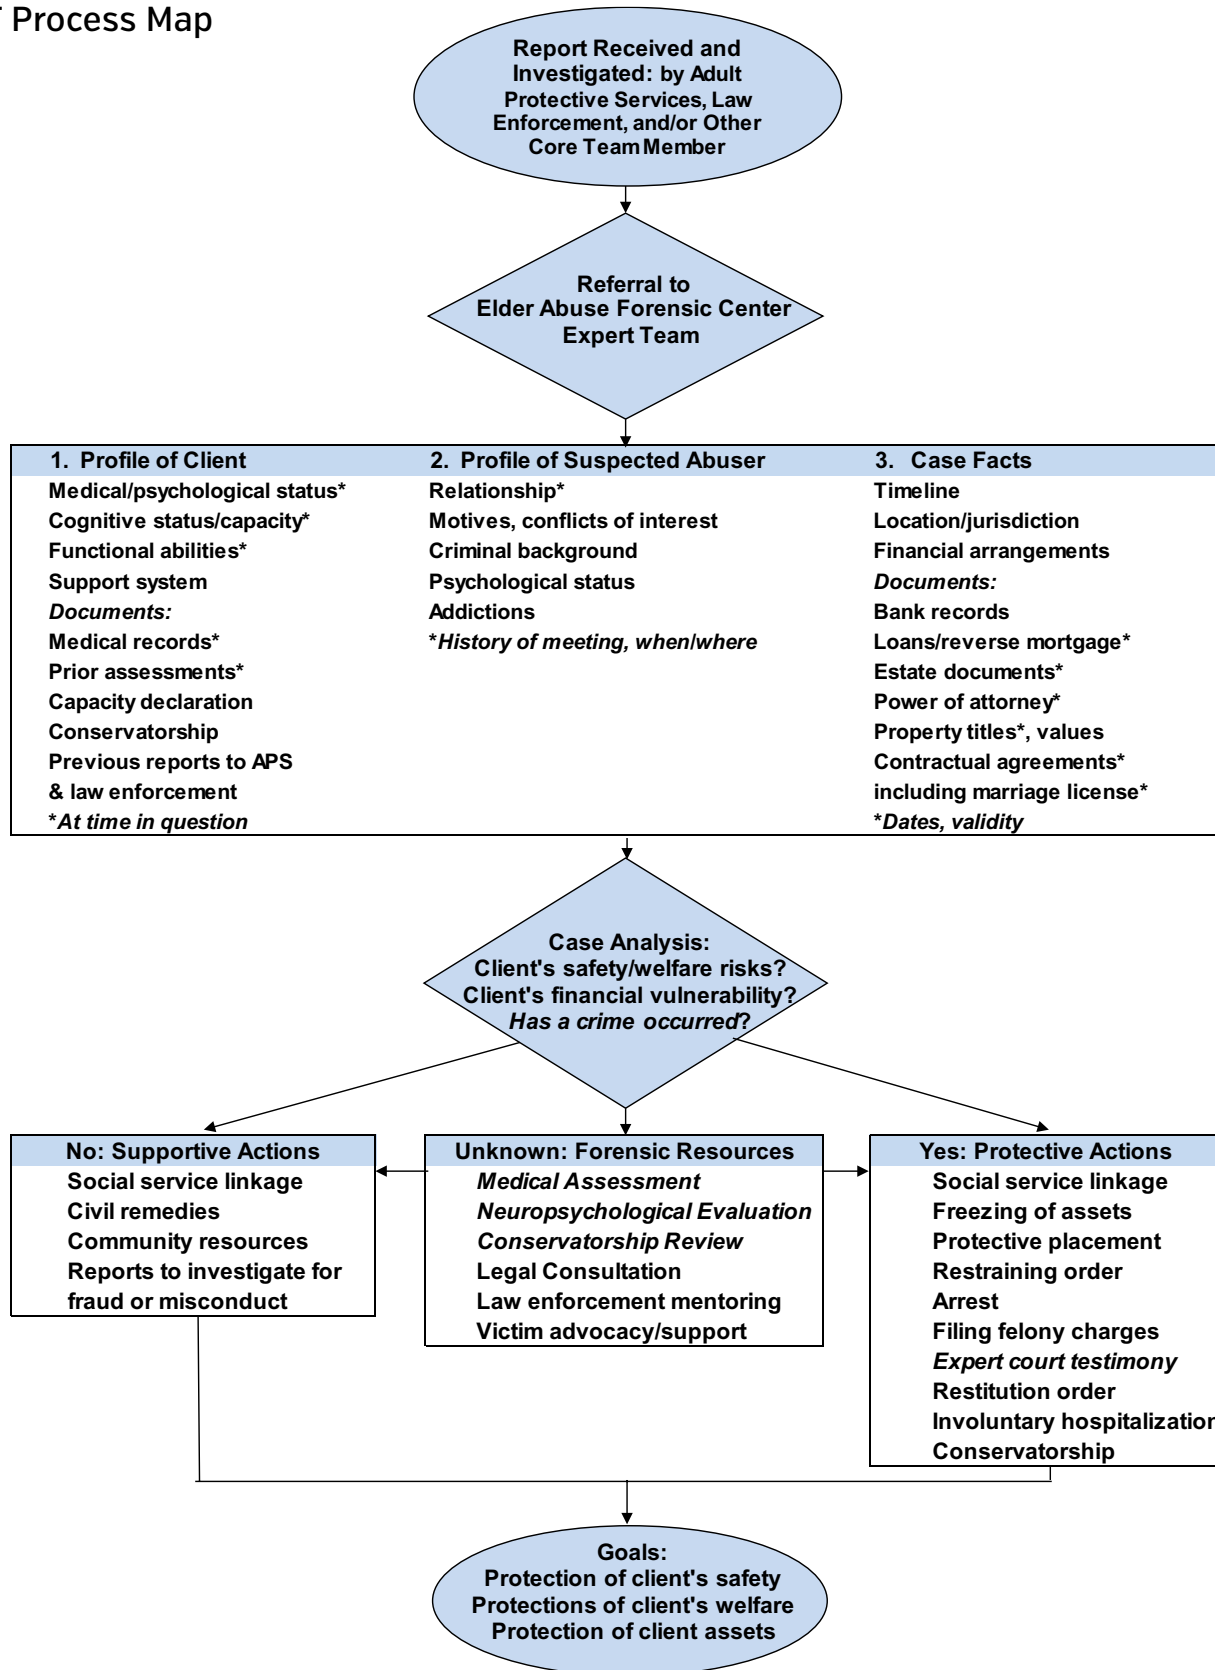 Process Map
Report Received and
Investigated: by Adult
Protective Services, Law
Enforcement, and/or Other
Core Team Member
Referral to
Elder Abuse Forensic Center
Expert Team
1. Profile of Client
Medical/psychological status*
Cognitive status/capacity*
Functional abilities*
Support system
Documents:
Medical records*
Prior assessments*
Capacity declaration
Conservatorship
Previous reports to APS
& law enforcement
*At time in question
2. Profile of Suspected Abuser
Relationship*
Motives, conflicts of interest
Criminal background
Psychological status
Addictions
*History of meeting, when/where
3. Case Facts
Timeline
Location/jurisdiction
Financial arrangements
Documents:
Bank records
Loans/reverse mortgage*
Estate documents*
Power of attorney*
Property titles*, values
Contractual agreements*
including marriage license*
*Dates, validity
Case Analysis:
Client's safety/welfare risks?
Client's financial vulnerability?
Has a crime occurred?
No: Supportive Actions
Social service linkage
Civil remedies
Community resources
Reports to investigate for
fraud or misconduct
Unknown: Forensic Resources
Medical Assessment
Neuropsychological Evaluation
Conservatorship Review
Legal Consultation
Law enforcement mentoring
Victim advocacy/support
Yes: Protective Actions
Social service linkage
Freezing of assets
Protective placement
Restraining order
Arrest
Filing felony charges
Expert court testimony
Restitution order
Involuntary hospitalization
Conservatorship
Goals:
Protection of client's safety
Protections of client's welfare
Protection of client assets